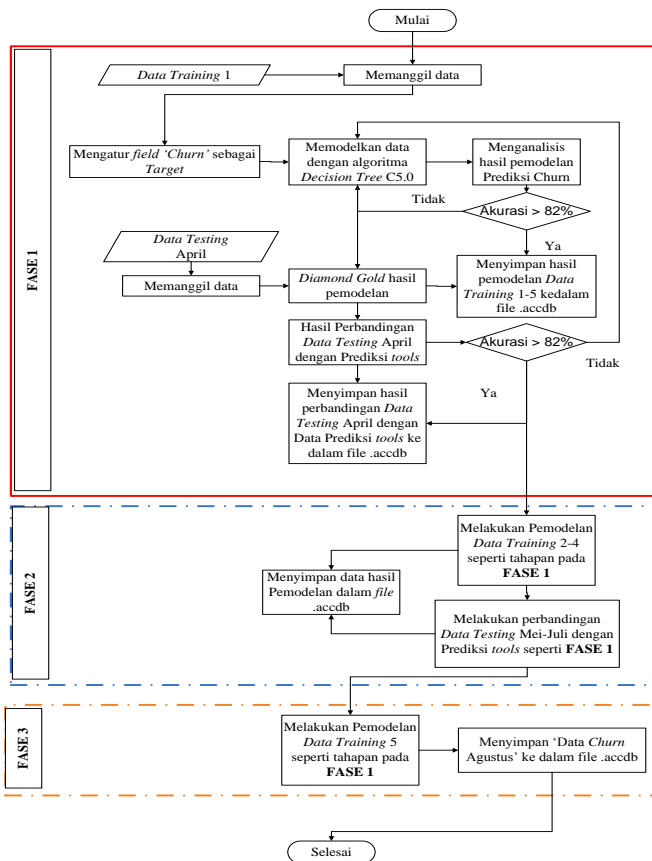 Mulai
FASE 1
Data Training 1
Memanggil data
Mengatur field ‘Churn’ sebagai
Target
Memodelkan data
dengan algoritma
Decision Tree C5.0
Menganalisis
hasil pemodelan
Prediksi Churn
Tidak
Akurasi > 82%
Ya
Data Testing
April
Memanggil data
Diamond Gold hasil
pemodelan
Menyimpan hasil
pemodelan Data
Training 1-5 kedalam
file .accdb
Hasil Perbandingan
Data Testing April
dengan Prediksi tools
Akurasi > 82%
Tidak
Ya
Menyimpan hasil
perbandingan Data
Testing April dengan
Data Prediksi tools ke
dalam file .accdb
FASE 2
Melakukan Pemodelan
Data Training 2-4
seperti tahapan pada
FASE 1
Menyimpan data hasil
Pemodelan dalam file
.accdb
Melakukan perbandingan
Data Testing Mei-Juli dengan
Prediksi tools seperti FASE 1
FASE 3
Melakukan Pemodelan
Data Training 5
seperti tahapan pada
FASE 1
Menyimpan ‘Data Churn
Agustus’ ke dalam file .accdb
Selesai